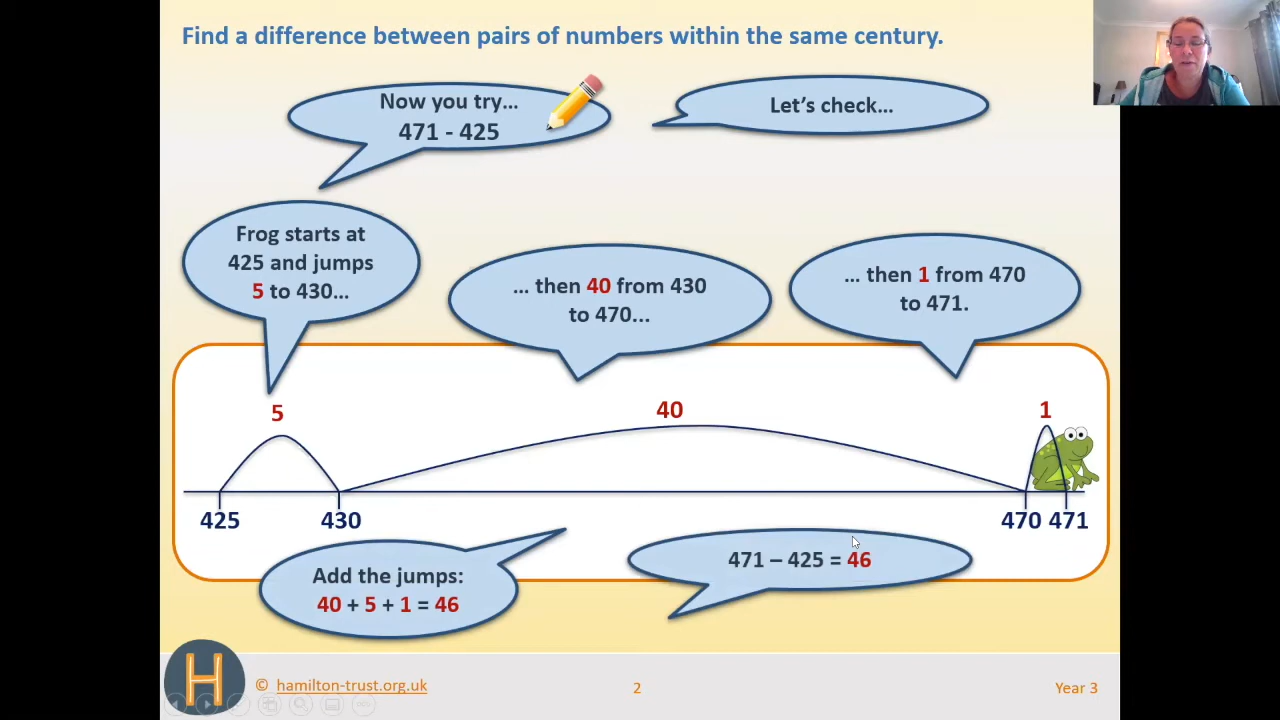 Find a difference between pairs of numbers within the same century.
Now you try...
471 - 425
Let's check...
Frog starts at
425 and jumps
5 to 430...
... then 40 from 430
to 470...
... then 1 from 470
to 471.
5
40
1
425
430
470
471
Add the jumps:
40 + 5 + 1 = 46
471 – 425 = 46
H
© hamilton-trust.org.uk
2
Year 3